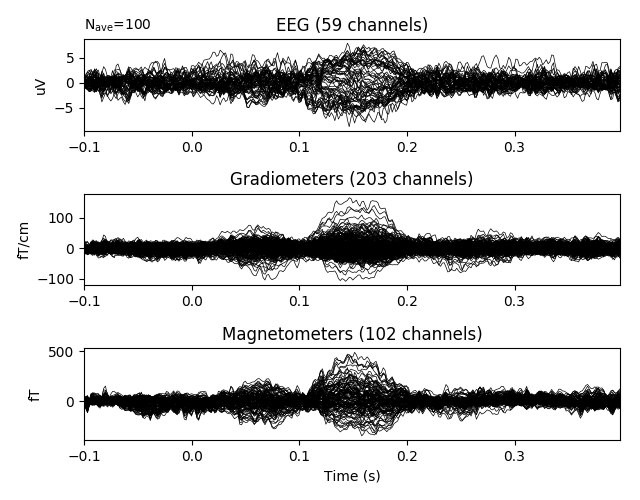 N_ave=100
EEG (59 channels)
uV
5
0
−5
−0.1 0.0 0.1 0.2 0.3
Gradiometers (203 channels)
fT/cm
100
0
−100
−0.1 0.0 0.1 0.2 0.3
Magnetometers (102 channels)
fT
500
0
−0.1 0.0 0.1 0.2 0.3
Time (s)